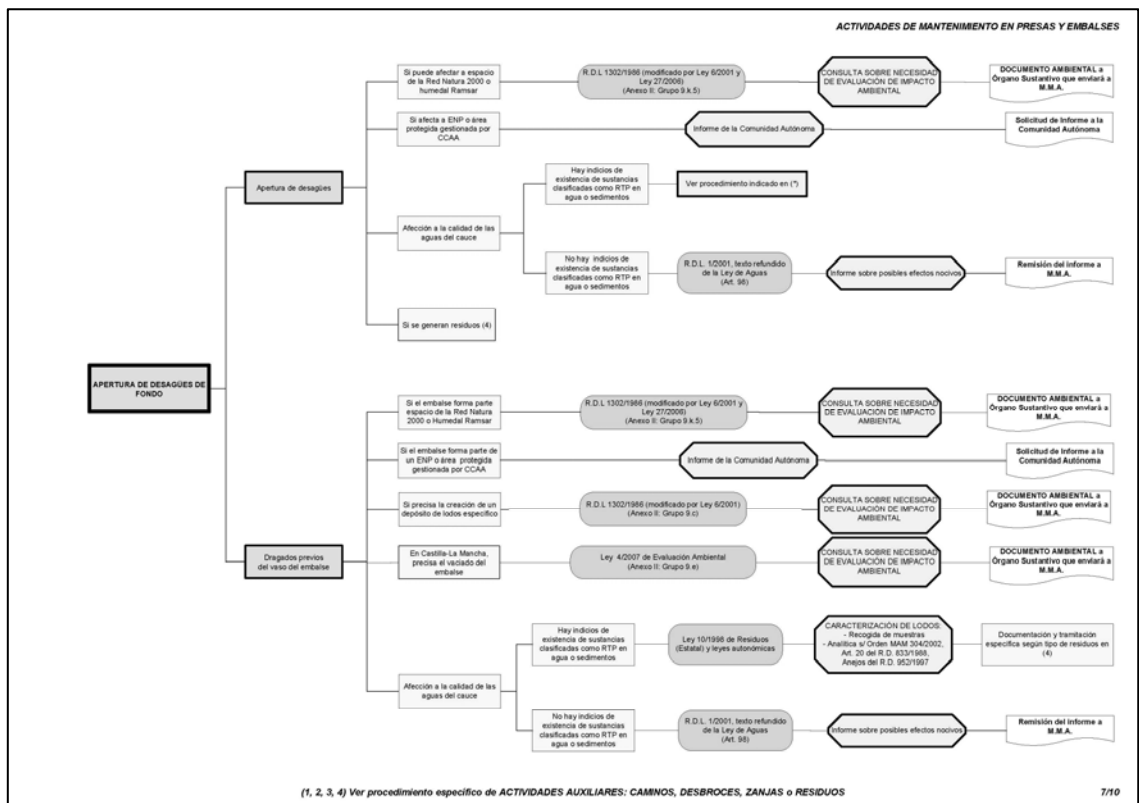 ACTIVIDADES DE MANTENIMIENTO EN PRESAS Y EMBALSES
Si puede afectar a espacio
de la Red Natura 2000 o
humedal Ramsar
R.D.L 1302/1986 (modificado por Ley 6/2001 y
Ley 27/2006)
(Anexo II: Grupo 9.k.5)
CONSULTA SOBRE NECESIDAD
DE EVALUACIÓN DE IMPACTO
AMBIENTAL
DOCUMENTO AMBIENTAL a
Órgano Sustantivo que enviará a
M.M.A.
Si afecta a ENP o área
protegida gestionada por
CCAA
Informe de la Comunidad Autónoma
Solicitud de Informe a la
Comunidad Autónoma
Apertura de desagües
Hay indicios de
existencia de sustancias
clasificadas como RTP en
agua o sedimentos
Ver procedimiento indicado en (*)
Afección a la calidad de las
aguas del cauce
No hay indicios de
existencia de sustancias
clasificadas como RTP en
agua o sedimentos
R.D.L. 1/2001, texto refundido
de la Ley de Aguas
(Art. 98)
Informe sobre posibles efectos nocivos
Remisión del informe a
M.M.A.
Si se generan residuos (4)
APERTURA DE DESAGÜES DE
FONDO
Si el embalse forma parte
espacio de la Red Natura
2000 o Humedal Ramsar
R.D.L 1302/1986 (modificado por Ley 6/2001 y
Ley 27/2006)
(Anexo II: Grupo 9.k.5)
CONSULTA SOBRE NECESIDAD
DE EVALUACIÓN DE IMPACTO
AMBIENTAL
DOCUMENTO AMBIENTAL a
Órgano Sustantivo que enviará a
M.M.A.
Si el embalse forma parte de
un ENP o área protegida
gestionada por CCAA
Informe de la Comunidad Autónoma
Solicitud de Informe a la
Comunidad Autónoma
Si precisa la creación de un
depósito de lodos específico
R.D.L 1302/1986 (modificado por Ley 6/2001)
(Anexo II: Grupo 9.c)
CONSULTA SOBRE NECESIDAD
DE EVALUACIÓN DE IMPACTO
AMBIENTAL
DOCUMENTO AMBIENTAL a
Órgano Sustantivo que enviará a
M.M.A.
Dragados previos
del vaso del embalse
En Castilla-La Mancha,
precisa el vaciado del
embalse
Ley 4/2007 de Evaluación Ambiental
(Anexo II: Grupo 9.e)
CONSULTA SOBRE NECESIDAD
DE EVALUACIÓN DE IMPACTO
AMBIENTAL
DOCUMENTO AMBIENTAL a
Órgano Sustantivo que enviará a
M.M.A.
Hay indicios de
existencia de sustancias
clasificadas como RTP en
agua o sedimentos
Ley 10/1998 de Residuos
(Estatal) y leyes autonómicas
CARACTERIZACIÓN DE LODOS:
- Recogida de muestras
- Analítica s/ Orden MAM 304/2002,
Art. 20 del R.D. 833/1988,
Anejos del R.D. 952/1997
Documentación y tramitación
específica según tipo de residuos en
(4)
Afección a la calidad de las
aguas del cauce
No hay indicios de
existencia de sustancias
clasificadas como RTP en
agua o sedimentos
R.D.L. 1/2001, texto refundido
de la Ley de Aguas
(Art. 98)
Informe sobre posibles efectos nocivos
Remisión del informe a
M.M.A.
(1, 2, 3, 4) Ver procedimiento específico de ACTIVIDADES AUXILIARES: CAMINOS, DESBROCES, ZANJAS o RESIDUOS
7/10